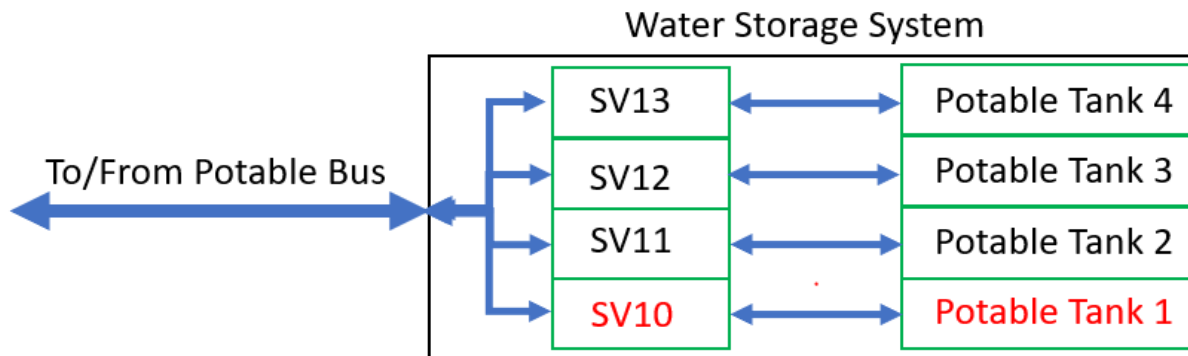 Water Storage System
SV13
Potable Tank 4
To/From Potable Bus
SV12
Potable Tank 3
SV11
Potable Tank 2
SV10
Potable Tank 1